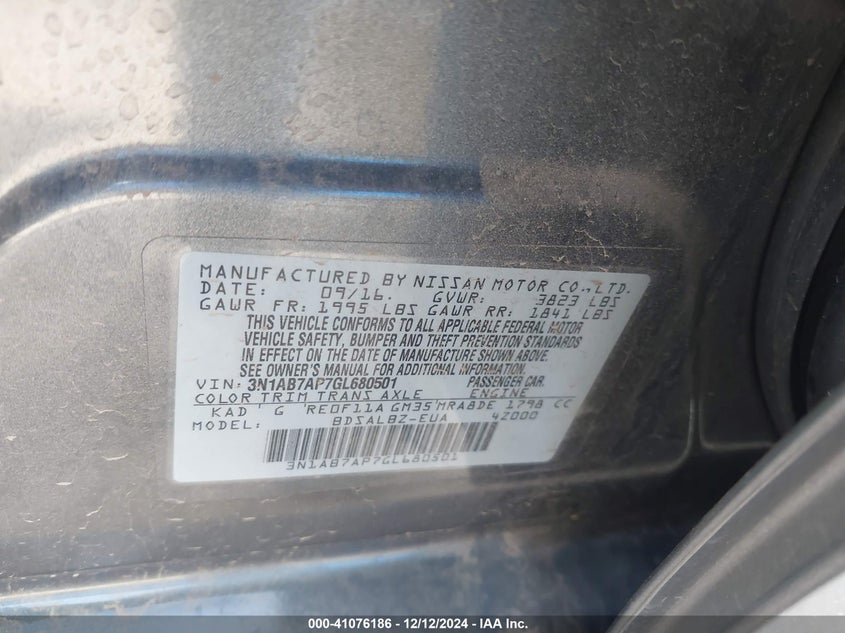 MANUFACTURED BY NISSAN MOTOR CO.,LTD.
DATE: 09/16. GVWR: 3823 LBS
GAWR FR: 1995 LBS GAWR RR: 1841 LBS
THIS VEHICLE CONFORMS TO ALL APPLICABLE FEDERAL MOTOR
VEHICLE SAFETY, BUMPER AND THEFT PREVENTION STANDARDS
IN EFFECT ON THE DATE OF MANUFACTURE SHOWN ABOVE.
SEE OWNER'S MANUAL FOR ADDITIONAL INFORMATION.
VIN: 3N1AB7AP7GL680501 PASSENGER CAR.
COLOR TRIM TRANS AXLE ENGINE
KAD G RE0F11A GM35 MRA8DE 1798 CC
MODEL: BDSALBZ-EUA 42000
3N1AB7AP7GL680501
000-41076186 - 12/12/2024 - IAA Inc.